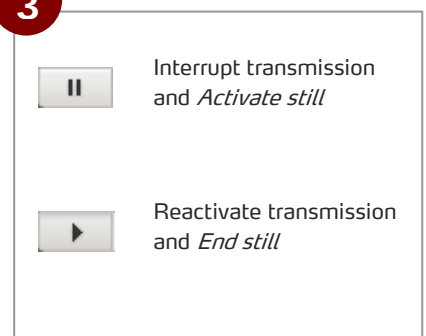 3
Interrupt transmission
and Activate still
Reactivate transmission
and End still